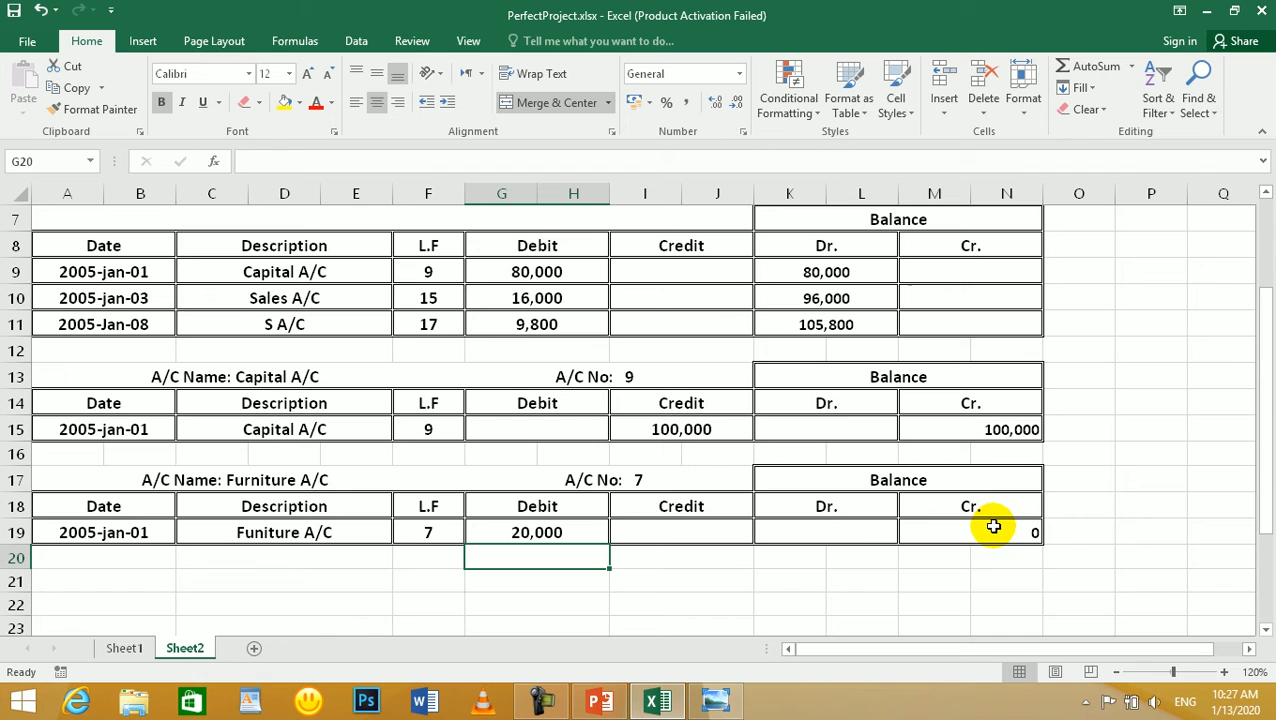 PerfectProject.xlsx - Excel (Product Activation Failed)
File Home Insert Page Layout Formulas Data Review View Tell me what you want to do... Sign in Share
Paste Cut Copy Format Painter Clipboard
Calibri 12 B I U A Font
Wrap Text Merge & Center Alignment
General % , Number
Conditional Formatting Format as Table Cell Styles Styles
Insert Delete Format Cells
AutoSum Fill Clear Sort & Filter Find & Select Editing
G20 fx
A B C D E F G H I J K L M N O P Q
7 Balance
8 Date Description L.F Debit Credit Dr. Cr.
9 2005-jan-01 Capital A/C 9 80,000 80,000
10 2005-jan-03 Sales A/C 15 16,000 96,000
11 2005-Jan-08 S A/C 17 9,800 105,800
12
13 A/C Name: Capital A/C A/C No: 9 Balance
14 Date Description L.F Debit Credit Dr. Cr.
15 2005-jan-01 Capital A/C 9 100,000 100,000
16
17 A/C Name: Furniture A/C A/C No: 7 Balance
18 Date Description L.F Debit Credit Dr. Cr.
19 2005-jan-01 Funiture A/C 7 20,000 0
20
21
22
23
Sheet1 Sheet2
Ready 120%
ENG 10:27 AM
1/13/2020